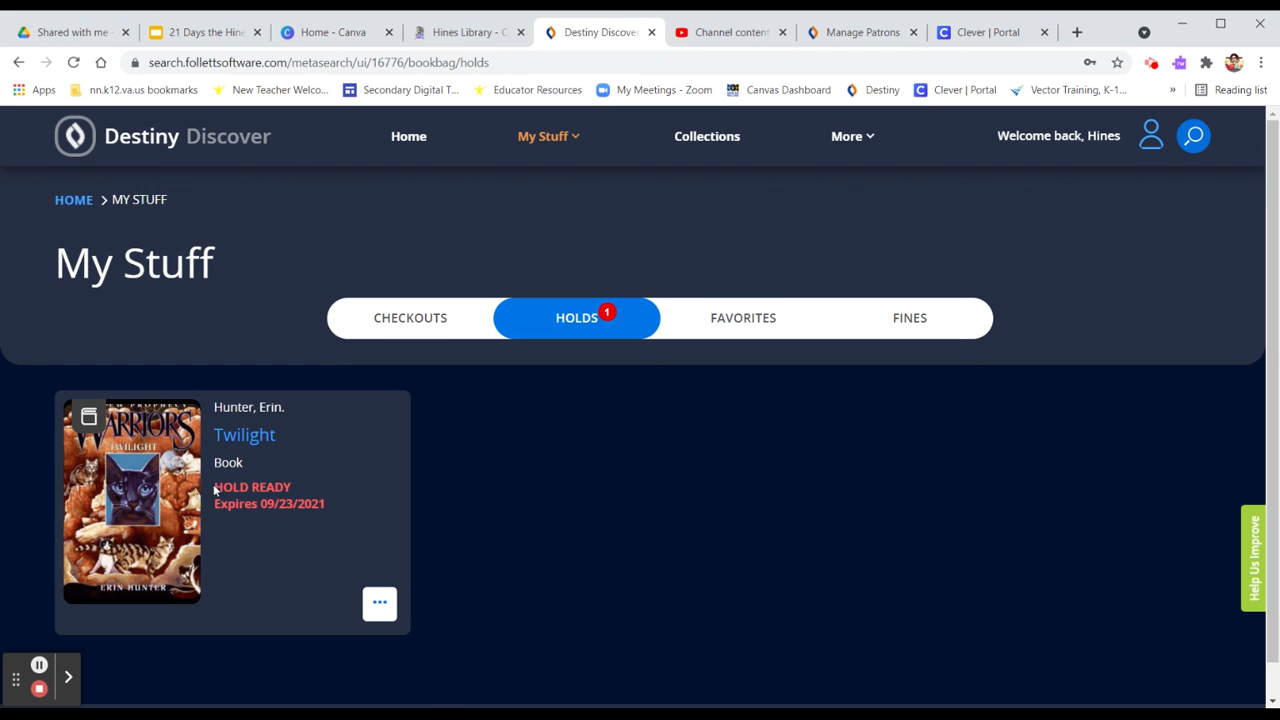 Shared with me -
21 Days the Hine
Home - Canva
Hines Library - C
Destiny Discove
Channel content
Manage Patrons
Clever | Portal
search.follettsoftware.com/metasearch/ui/16776/bookbag/holds
Apps
nn.k12.va.us bookmarks
New Teacher Welco...
Secondary Digital T...
Educator Resources
My Meetings - Zoom
Canvas Dashboard
Destiny
Clever | Portal
Vector Training, K-1...
»
Reading list
Destiny Discover
Home
My Stuff
Collections
More
Welcome back, Hines
HOME > MY STUFF
My Stuff
CHECKOUTS
HOLDS 1
FAVORITES
FINES
WARRIORS
TWILIGHT
ERIN HUNTER
Hunter, Erin.
Twilight
Book
HOLD READY
Expires 09/23/2021
Help Us Improve